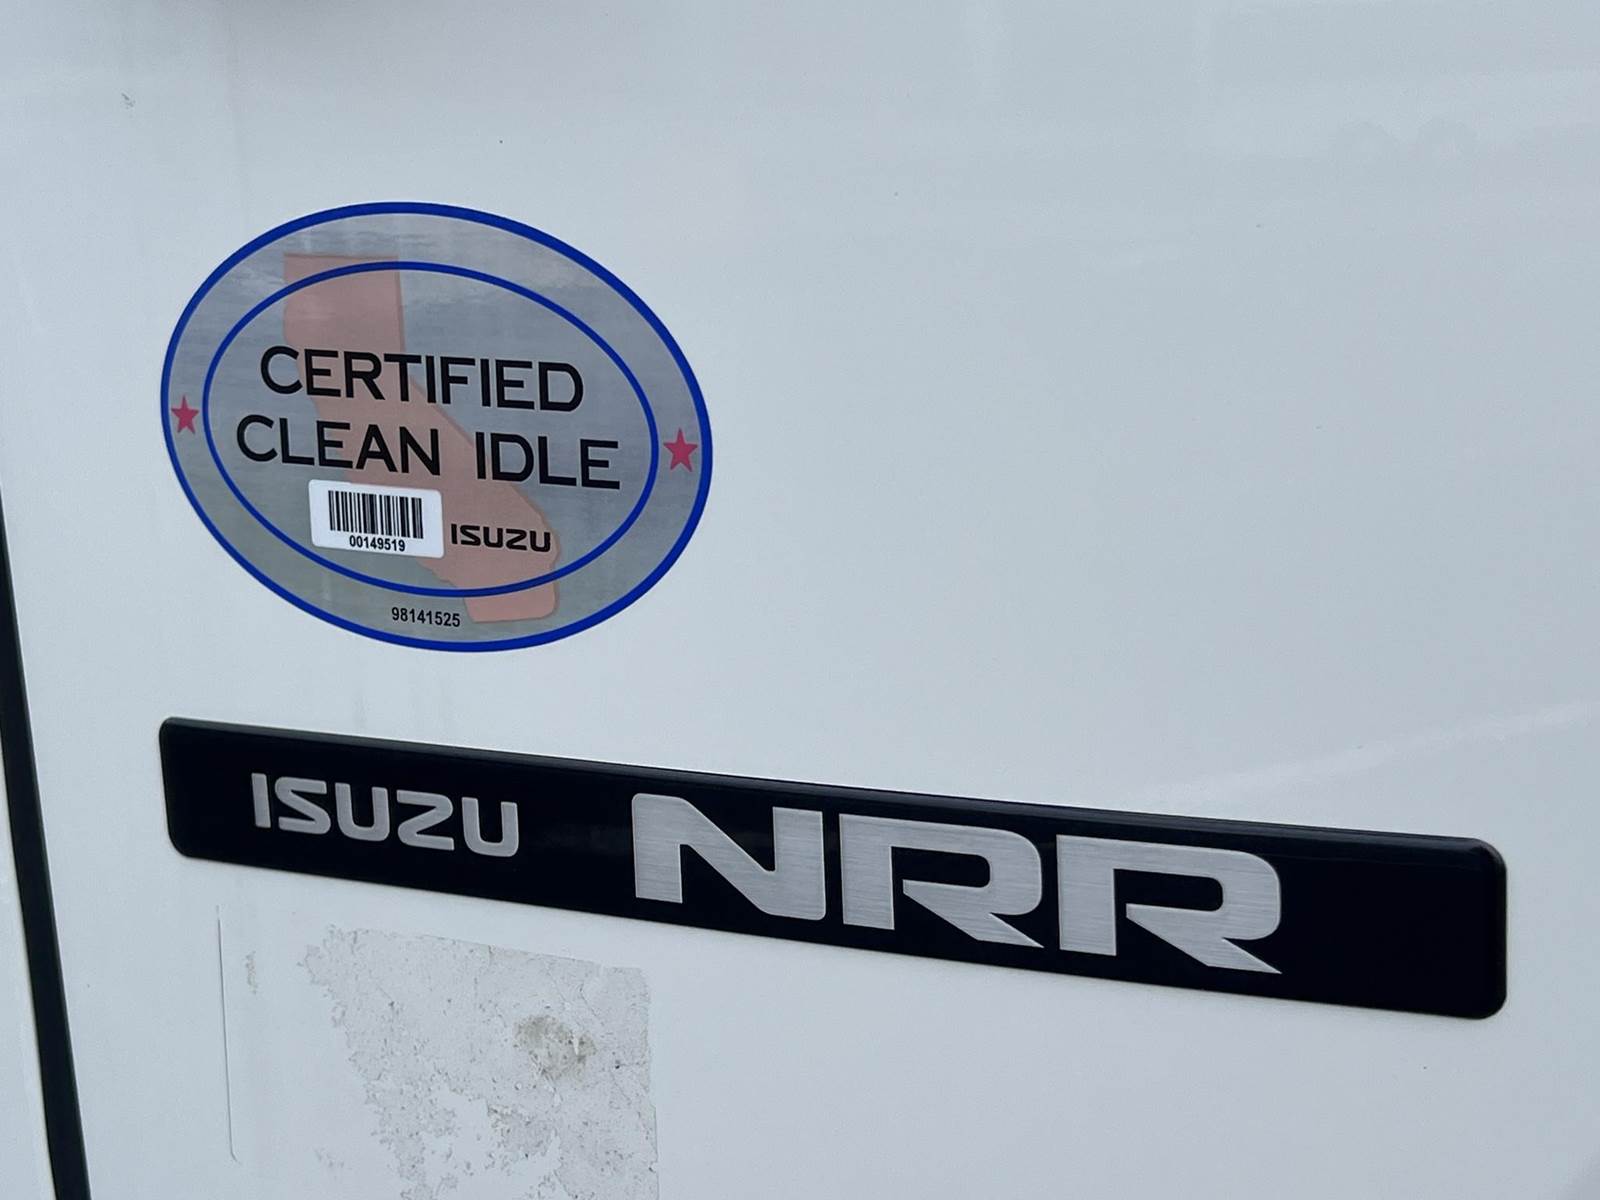 CERTIFIED
CLEAN IDLE
00149519
ISUZU
98141525
ISUZU NRR